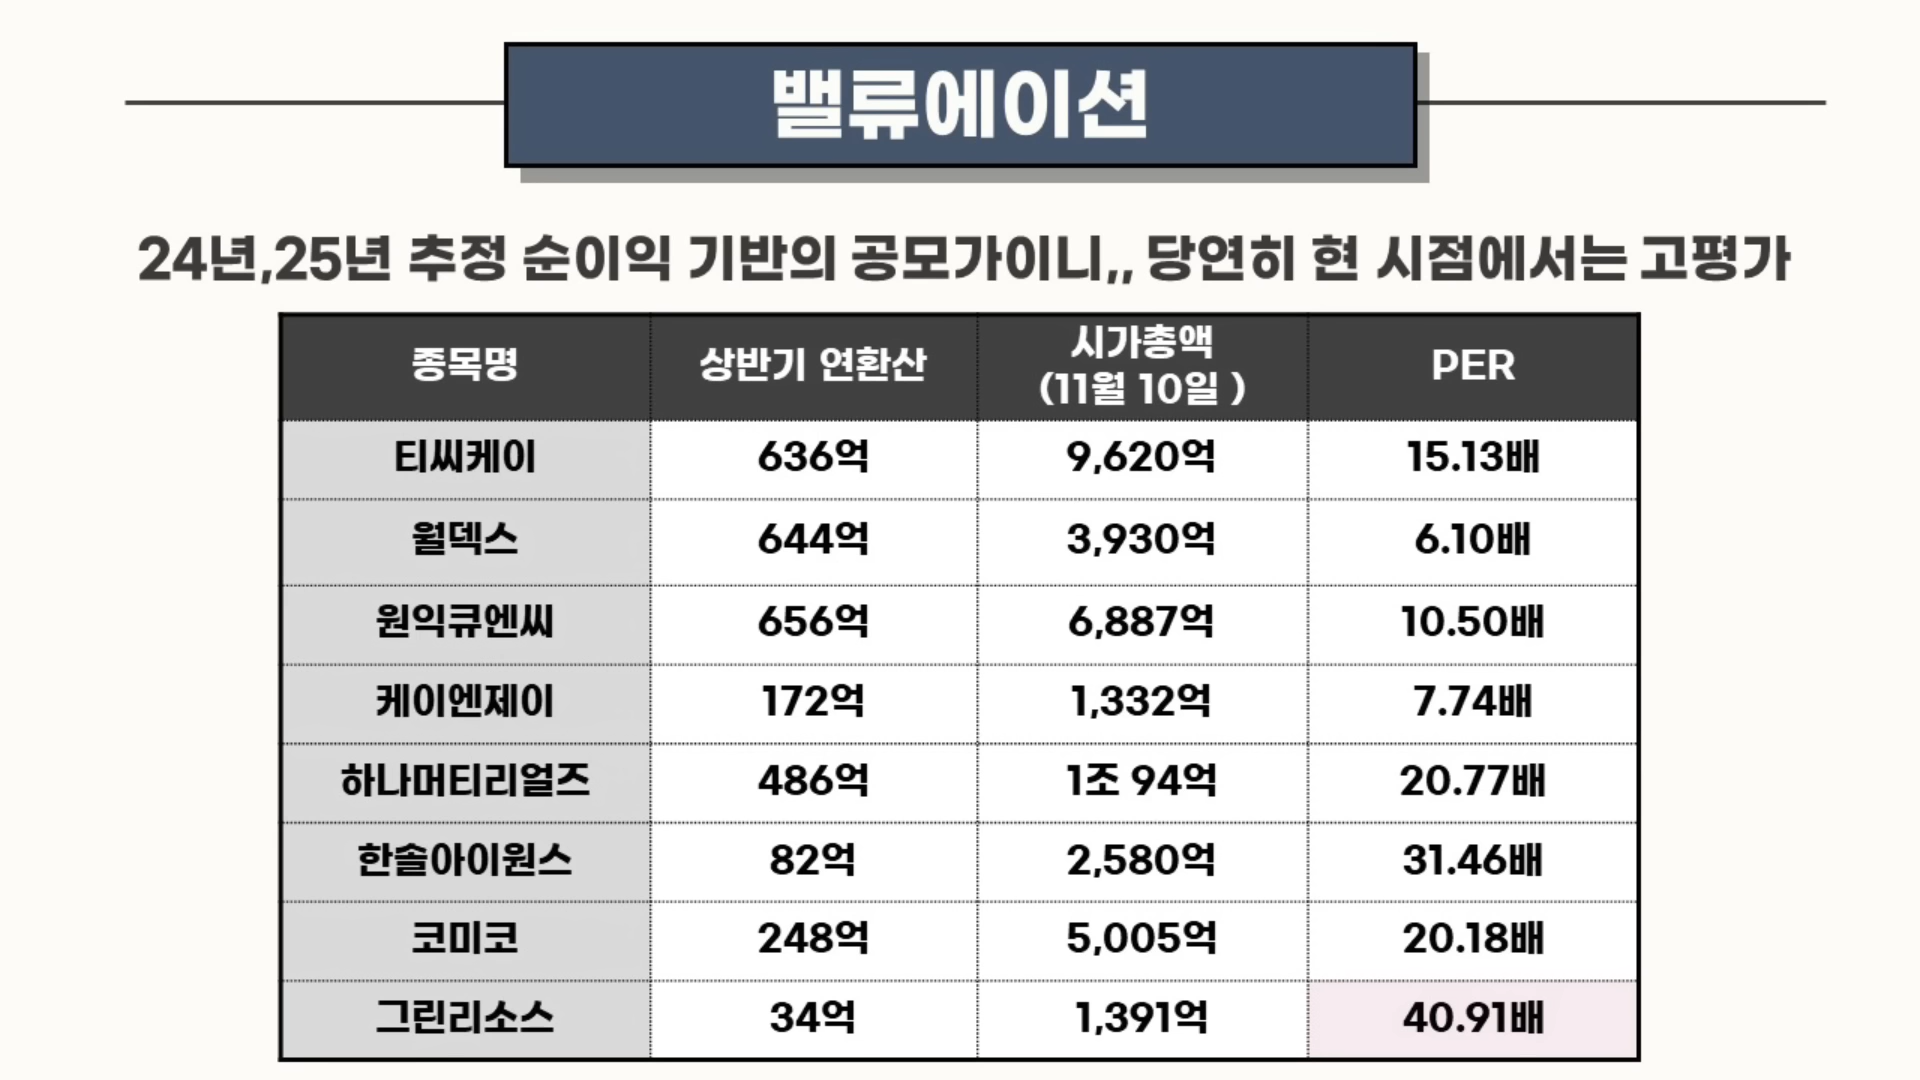 밸류에이션
24년,25년 추정 순이익 기반의 공모가이니,, 당연히 현 시점에서는 고평가
종목명 상반기 연환산 시가총액 (11월 10일 ) PER
티씨케이 636억 9,620억 15.13배
월덱스 644억 3,930억 6.10배
원익큐엔씨 656억 6,887억 10.50배
케이엔제이 172억 1,332억 7.74배
하나머티리얼즈 486억 1조 94억 20.77배
한솔아이원스 82억 2,580억 31.46배
코미코 248억 5,005억 20.18배
그린리소스 34억 1,391억 40.91배